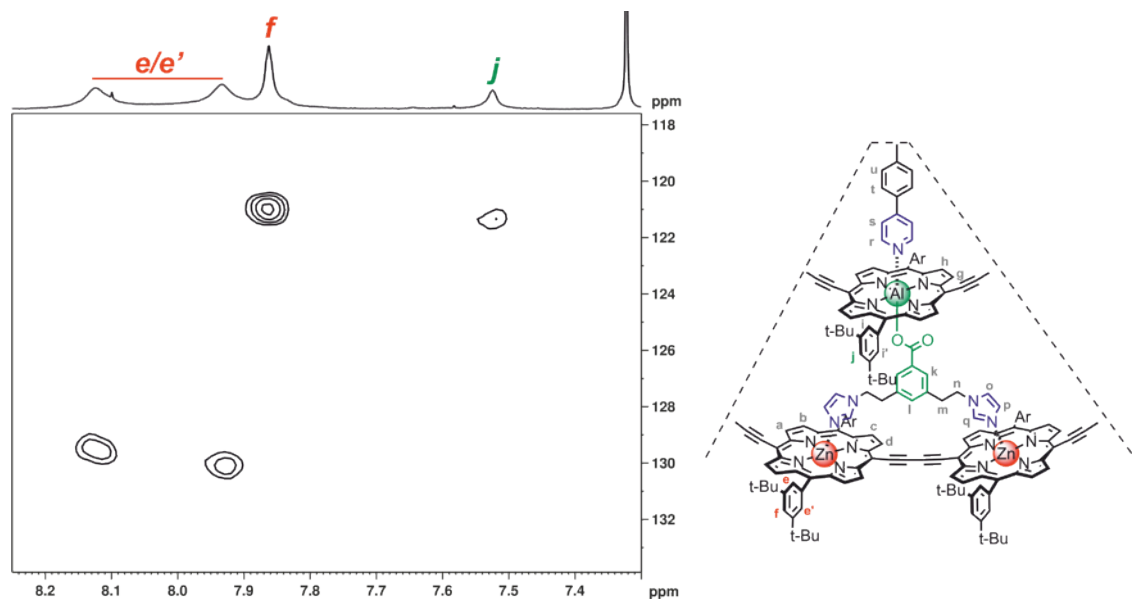 e/e'
f
j
ppm
118
120
122
124
126
128
130
132
8.2
8.1
8.0
7.9
7.8
7.7
7.6
7.5
7.4
ppm
u
t
s
r
N
Ar
h
g
N
N
Al
N
N
t-Bu
i
j
i'
O
O
t-Bu
k
n
o
N
N
p
l
m
N
N
q
Ar
N
Ar
a
b
c
d
N
N
Zn
N
N
N
N
Zn
N
N
t-Bu
e
f
e'
t-Bu
t-Bu
t-Bu